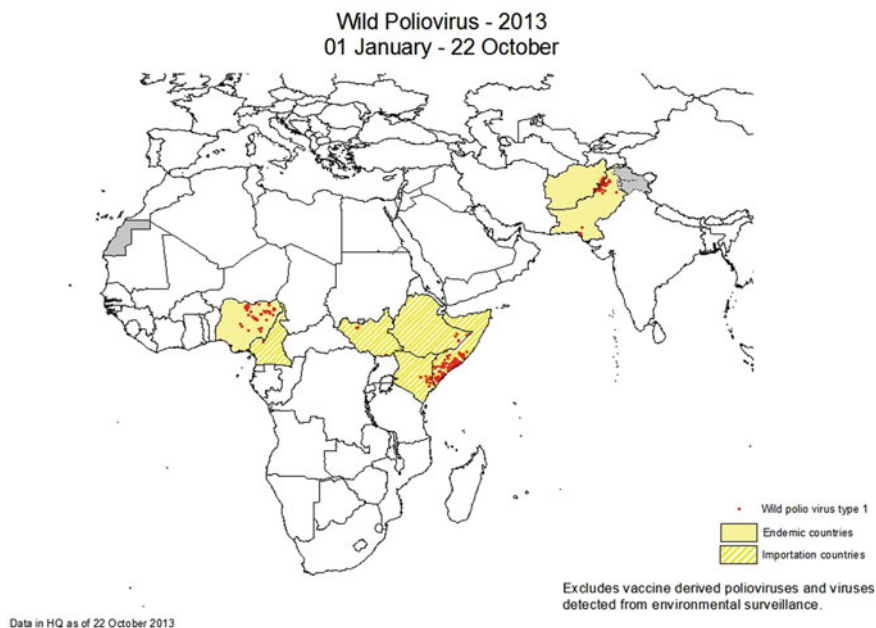 Wild Poliovirus - 2013
01 January - 22 October
Wild polio virus type 1
Endemic countries
Importation countries
Excludes vaccine derived polioviruses and viruses
detected from environmental surveillance.
Data in HQ as of 22 October 2013